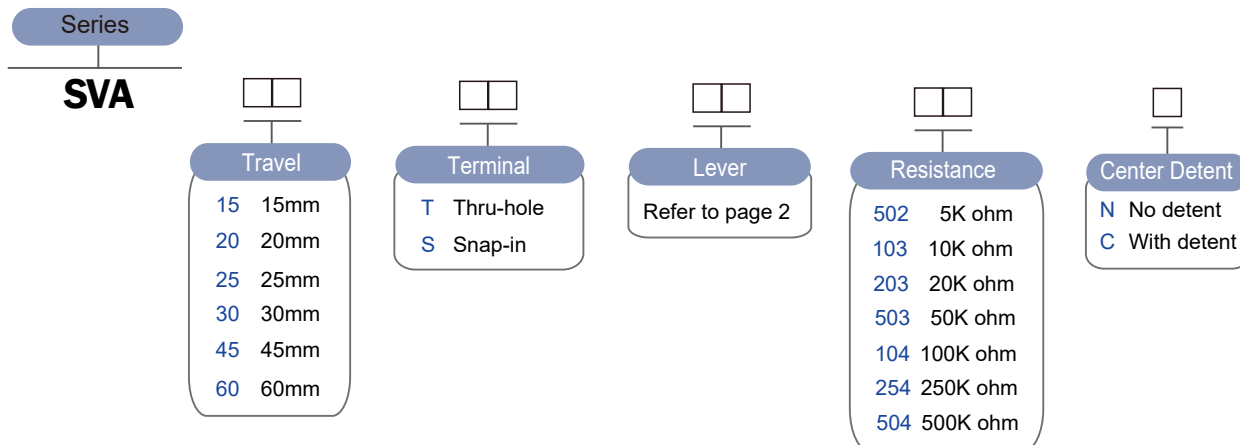 Series
SVA
Travel
15 15mm
20 20mm
25 25mm
30 30mm
45 45mm
60 60mm
Terminal
T Thru-hole
S Snap-in
Lever
Refer to page 2
Resistance
502 5K ohm
103 10K ohm
203 20K ohm
503 50K ohm
104 100K ohm
254 250K ohm
504 500K ohm
Center Detent
N No detent
C With detent